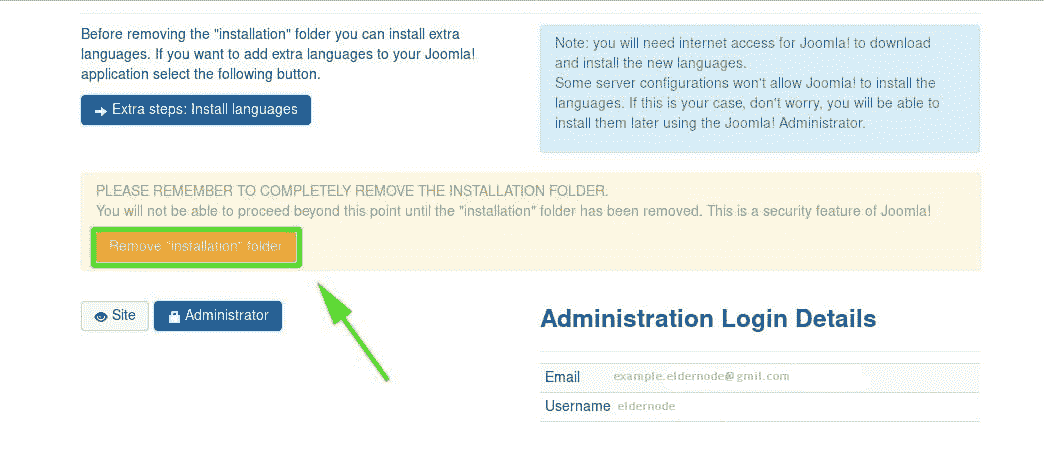 Before removing the "installation" folder you can install extra
languages. If you want to add extra languages to your Joomla!
application select the following button.
Extra steps: Install languages
Note: you will need internet access for Joomla! to download
and install the new languages.
Some server configurations won't allow Joomla! to install the
languages. If this is your case, don't worry, you will be able to
install them later using the Joomla! Administrator.
PLEASE REMEMBER TO COMPLETELY REMOVE THE INSTALLATION FOLDER.
You will not be able to proceed beyond this point until the "installation" folder has been removed. This is a security feature of Joomla!
Remove "installation" folder
Site
Administrator
Administration Login Details
Email example.eldernode@gmil.com
Username eldernode